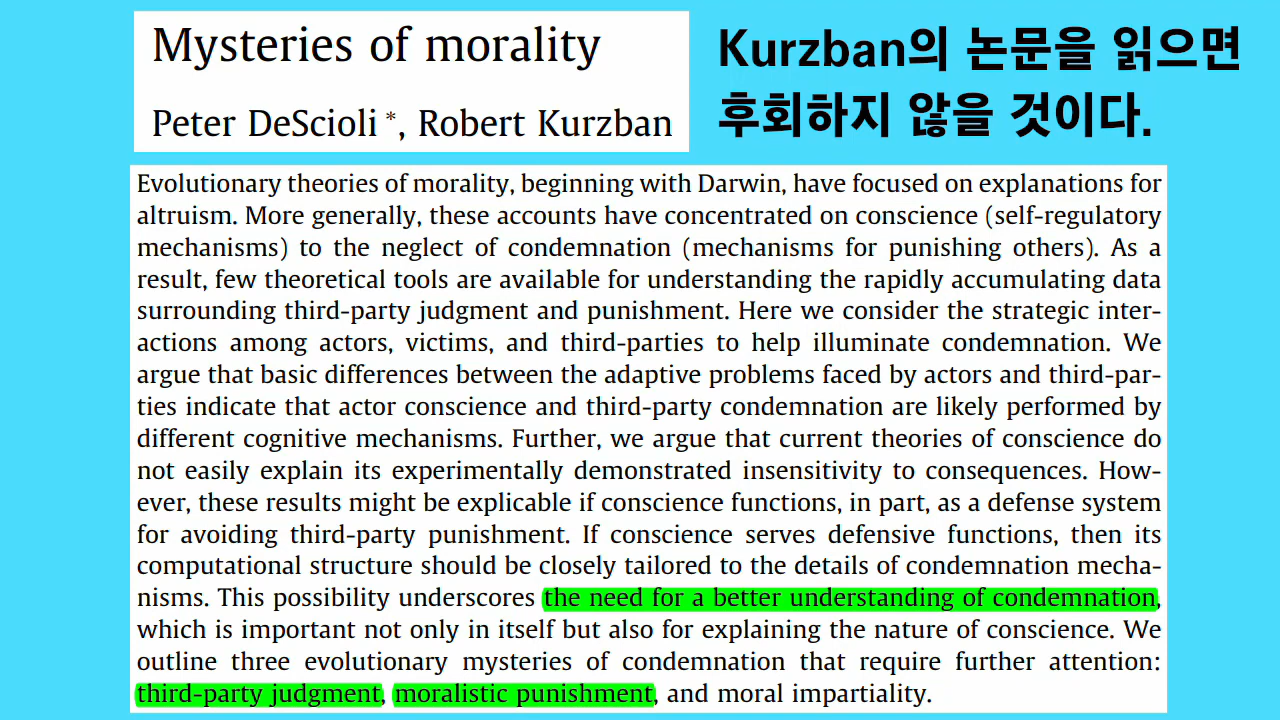 Mysteries of morality
Peter DeScioli *, Robert Kurzban
Kurzban의 논문을 읽으면
후회하지 않을 것이다.
Evolutionary theories of morality, beginning with Darwin, have focused on explanations for
altruism. More generally, these accounts have concentrated on conscience (self-regulatory
mechanisms) to the neglect of condemnation (mechanisms for punishing others). As a
result, few theoretical tools are available for understanding the rapidly accumulating data
surrounding third-party judgment and punishment. Here we consider the strategic inter-
actions among actors, victims, and third-parties to help illuminate condemnation. We
argue that basic differences between the adaptive problems faced by actors and third-par-
ties indicate that actor conscience and third-party condemnation are likely performed by
different cognitive mechanisms. Further, we argue that current theories of conscience do
not easily explain its experimentally demonstrated insensitivity to consequences. How-
ever, these results might be explicable if conscience functions, in part, as a defense system
for avoiding third-party punishment. If conscience serves defensive functions, then its
computational structure should be closely tailored to the details of condemnation mecha-
nisms. This possibility underscores the need for a better understanding of condemnation,
which is important not only in itself but also for explaining the nature of conscience. We
outline three evolutionary mysteries of condemnation that require further attention:
third-party judgment, moralistic punishment, and moral impartiality.